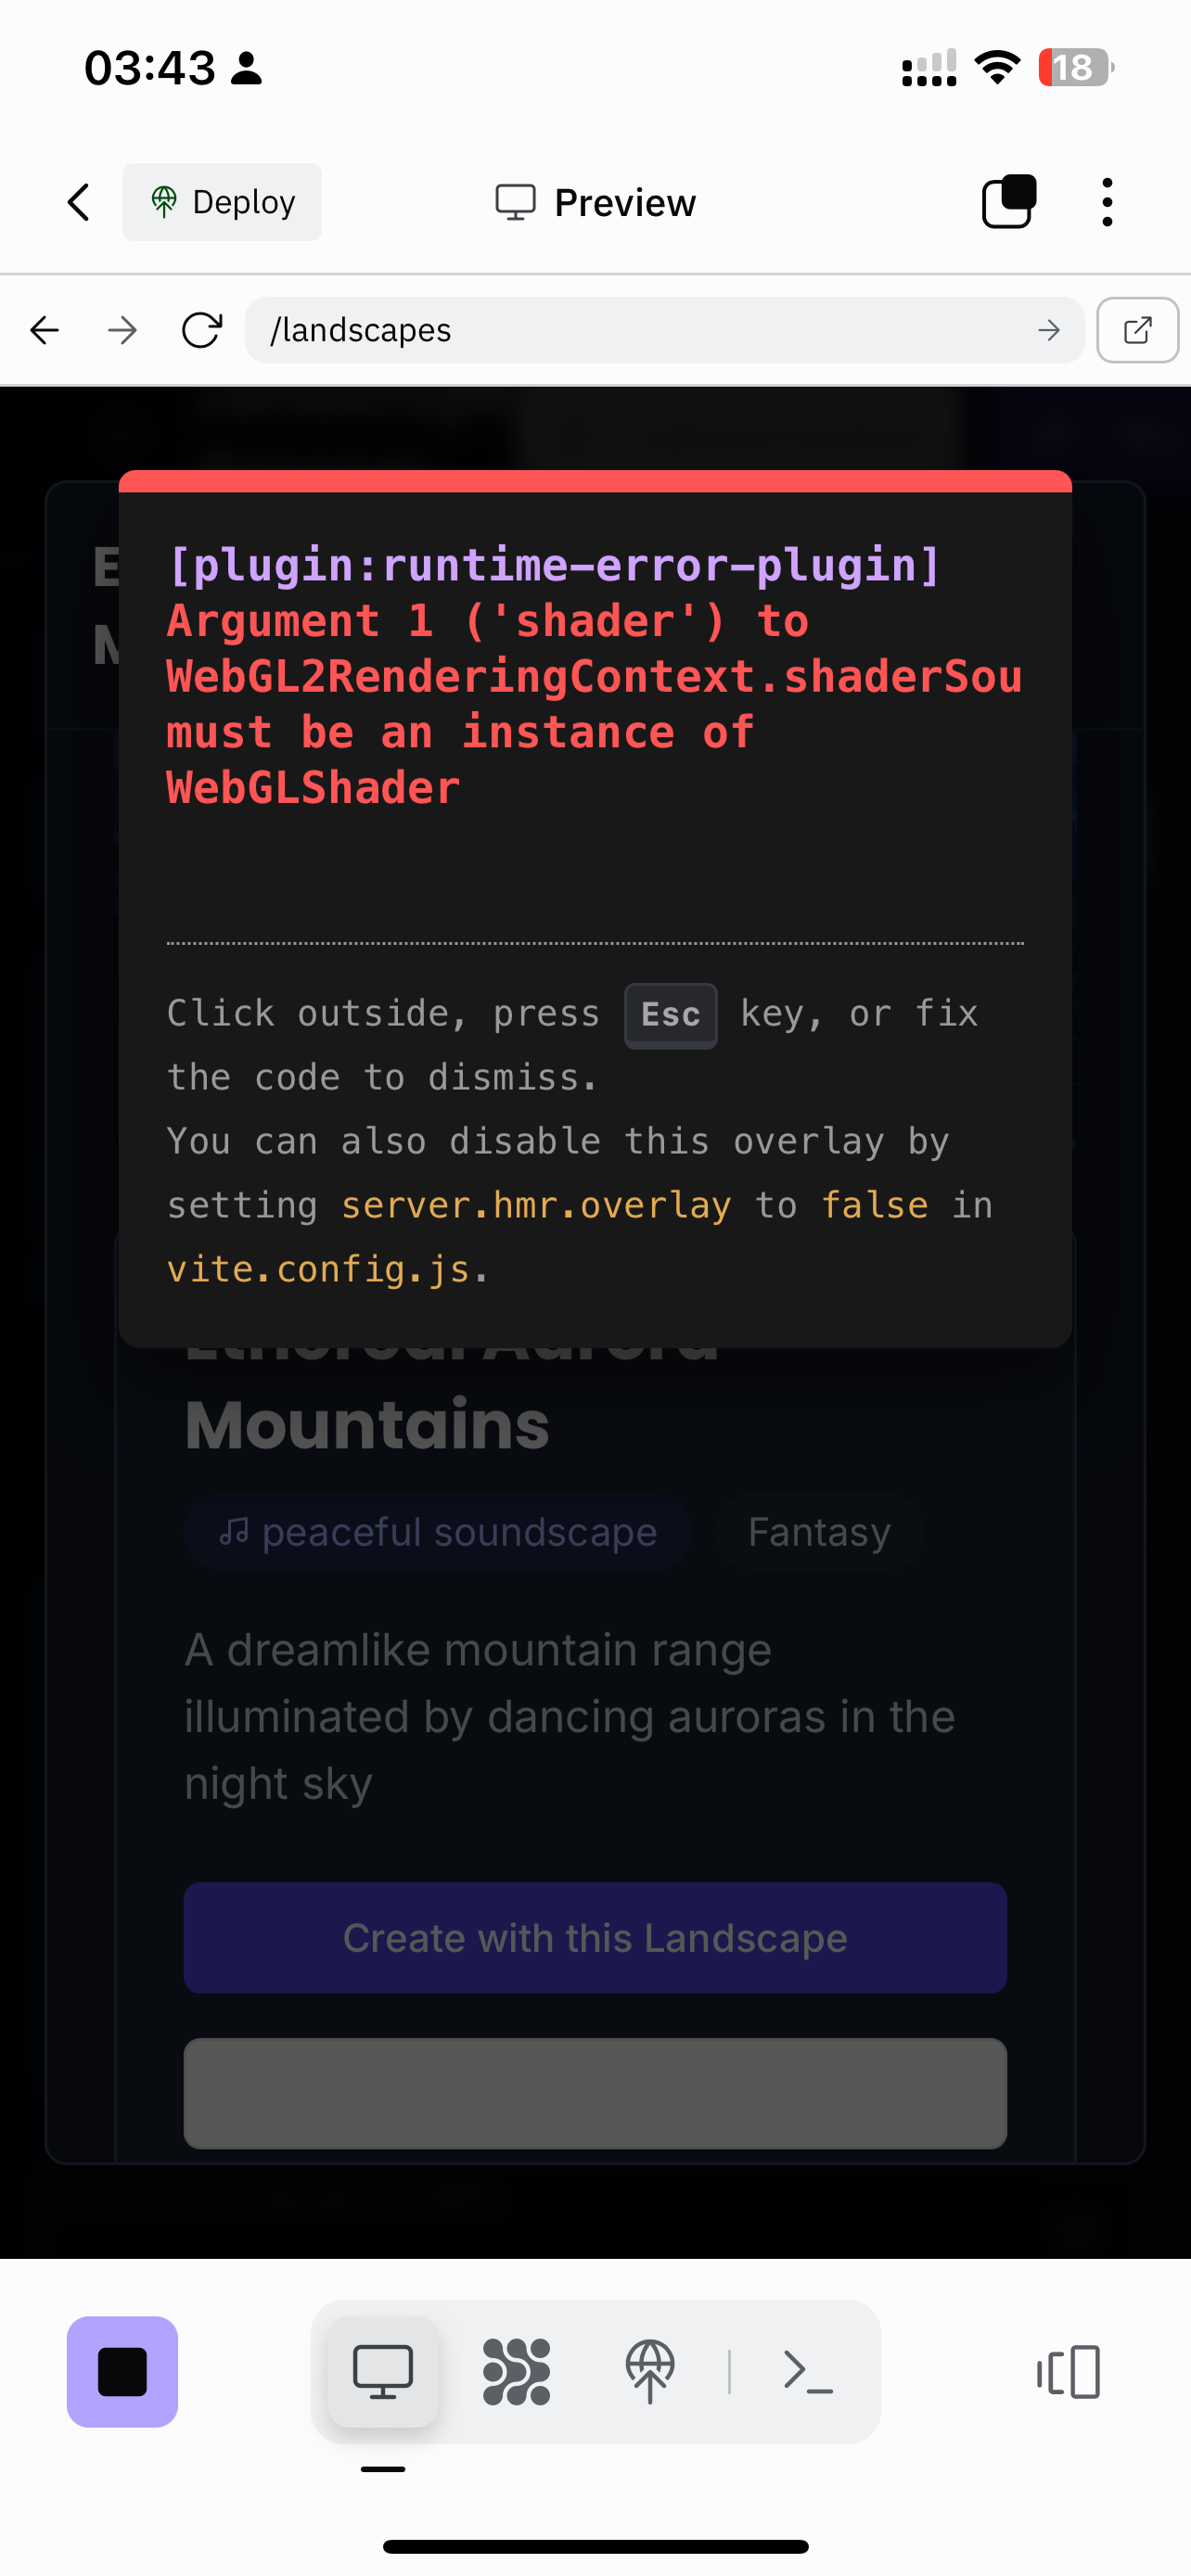 03:43
18
Deploy
Preview
/landscapes
[plugin:runtime-error-plugin]
Argument 1 ('shader') to
WebGL2RenderingContext.shaderSou
must be an instance of
WebGLShader
Click outside, press Esc key, or fix
the code to dismiss.
You can also disable this overlay by
setting server.hmr.overlay to false in
vite.config.js.
Ethereal Aurora
Mountains
peaceful soundscape
Fantasy
A dreamlike mountain range
illuminated by dancing auroras in the
night sky
Create with this Landscape